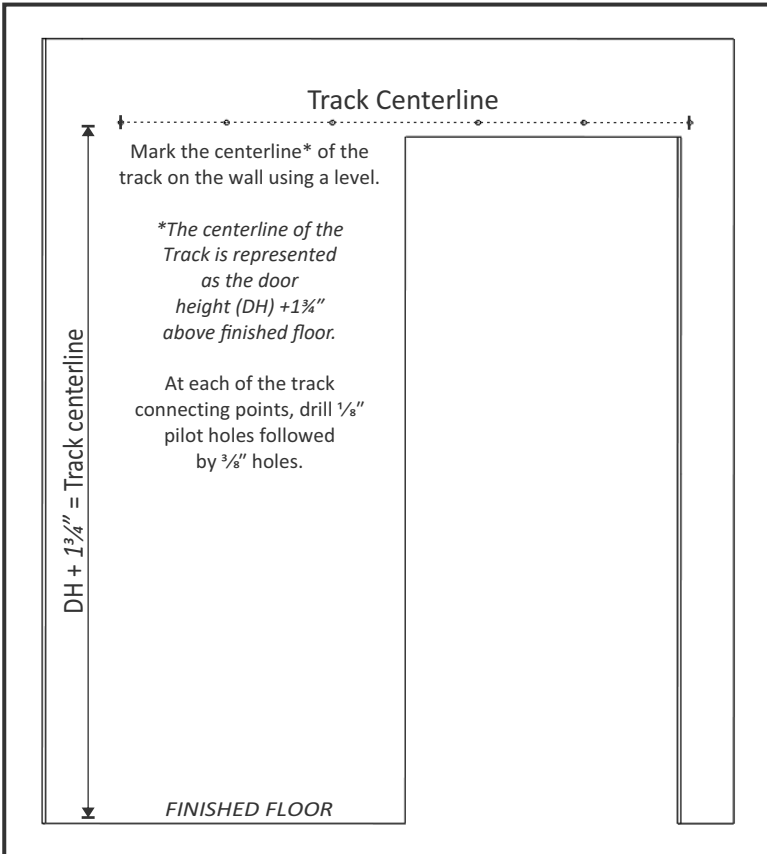 Track Centerline
Mark the centerline* of the
track on the wall using a level.
*The centerline of the
Track is represented
as the door
height (DH) +1¾"
above finished floor.
At each of the track
connecting points, drill ⅛"
pilot holes followed
by ⅜" holes.
DH + 1¾" = Track centerline
FINISHED FLOOR